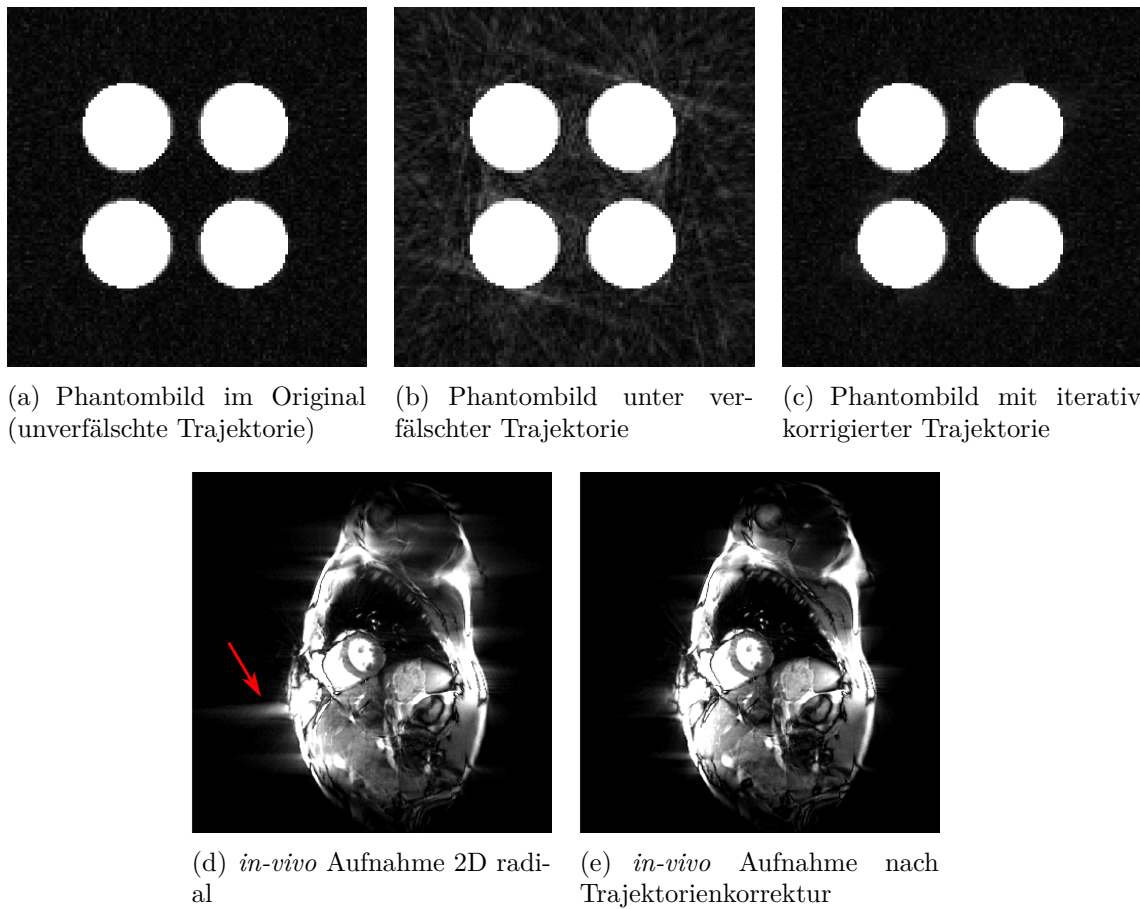 (a) Phantombild im Original
(unverfälschte Trajektorie)
(b) Phantombild unter ver-
fälschter Trajektorie
(c) Phantombild mit iterativ
korrigierter Trajektorie
(d) in-vivo Aufnahme 2D radi-
al
(e) in-vivo Aufnahme nach
Trajektorienkorrektur